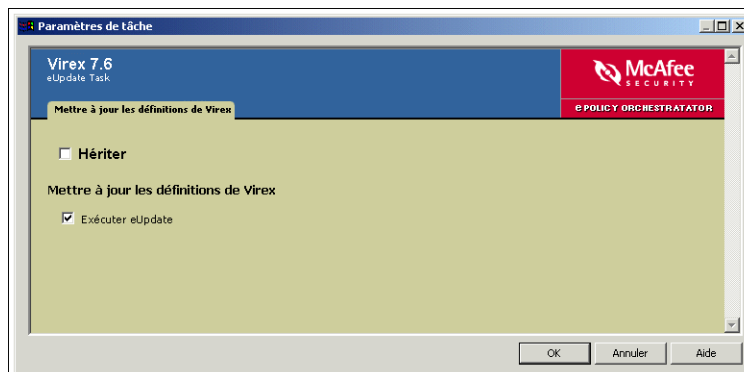 Paramètres de tâche
Virex 7.6
eUpdate Task
McAfee
SECURITY
Mettre à jour les définitions de Virex
ePOLICY ORCHESTRATATOR
Hériter
Mettre à jour les définitions de Virex
Exécuter eUpdate
OK
Annuler
Aide